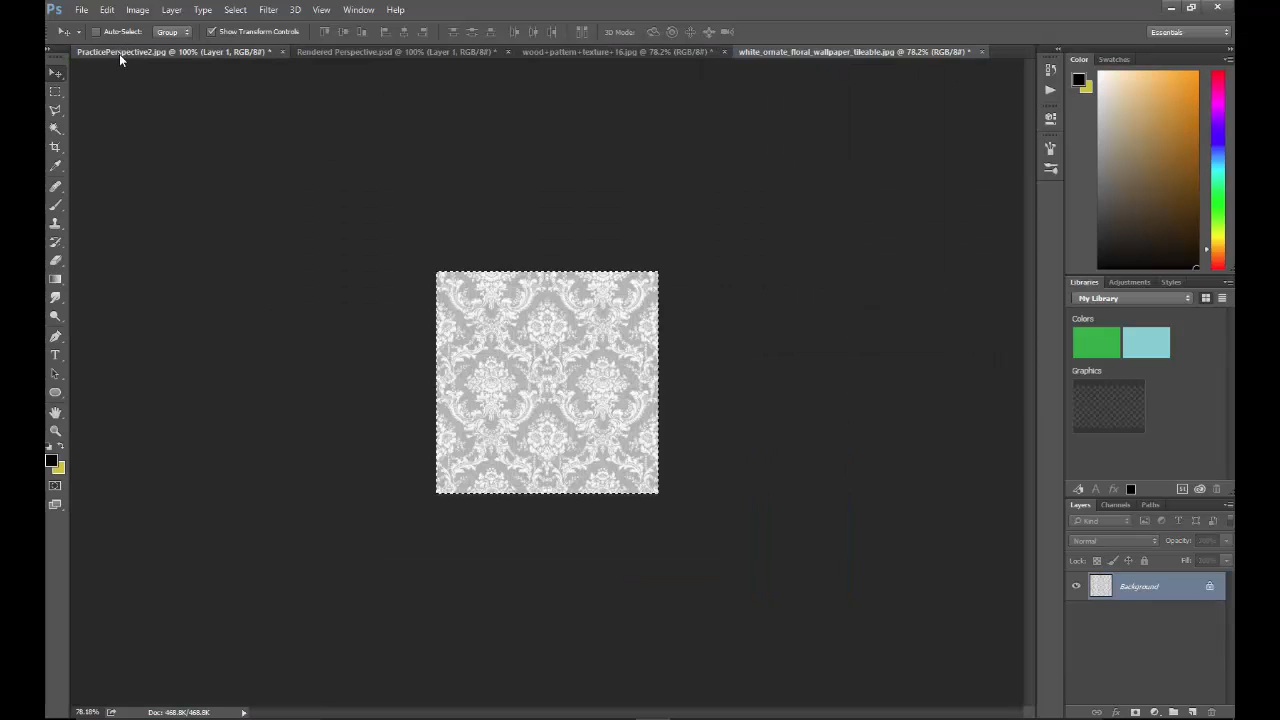 Ps File Edit Image Layer Type Select Filter 3D View Window Help
Auto-Select: Group Show Transform Controls 3D Mode: Essentials
PracticePerspective2.jpg @ 100% (Layer 1, RGB/8#) * × Rendered Perspective.psd @ 100% (Layer 1, RGB/8#) * × wood+pattern+texture+16.jpg @ 78.2% (RGB/8#) * × white_ornate_floral_wallpaper_tileable.jpg @ 78.2% (RGB/8#) * ×
Color Swatches
Libraries Adjustments Styles
My Library
Colors
Graphics
Layers Channels Paths
Kind
Normal Opacity:
Lock: Fill:
Background
78.18% Doc: 468.8K/468.8K